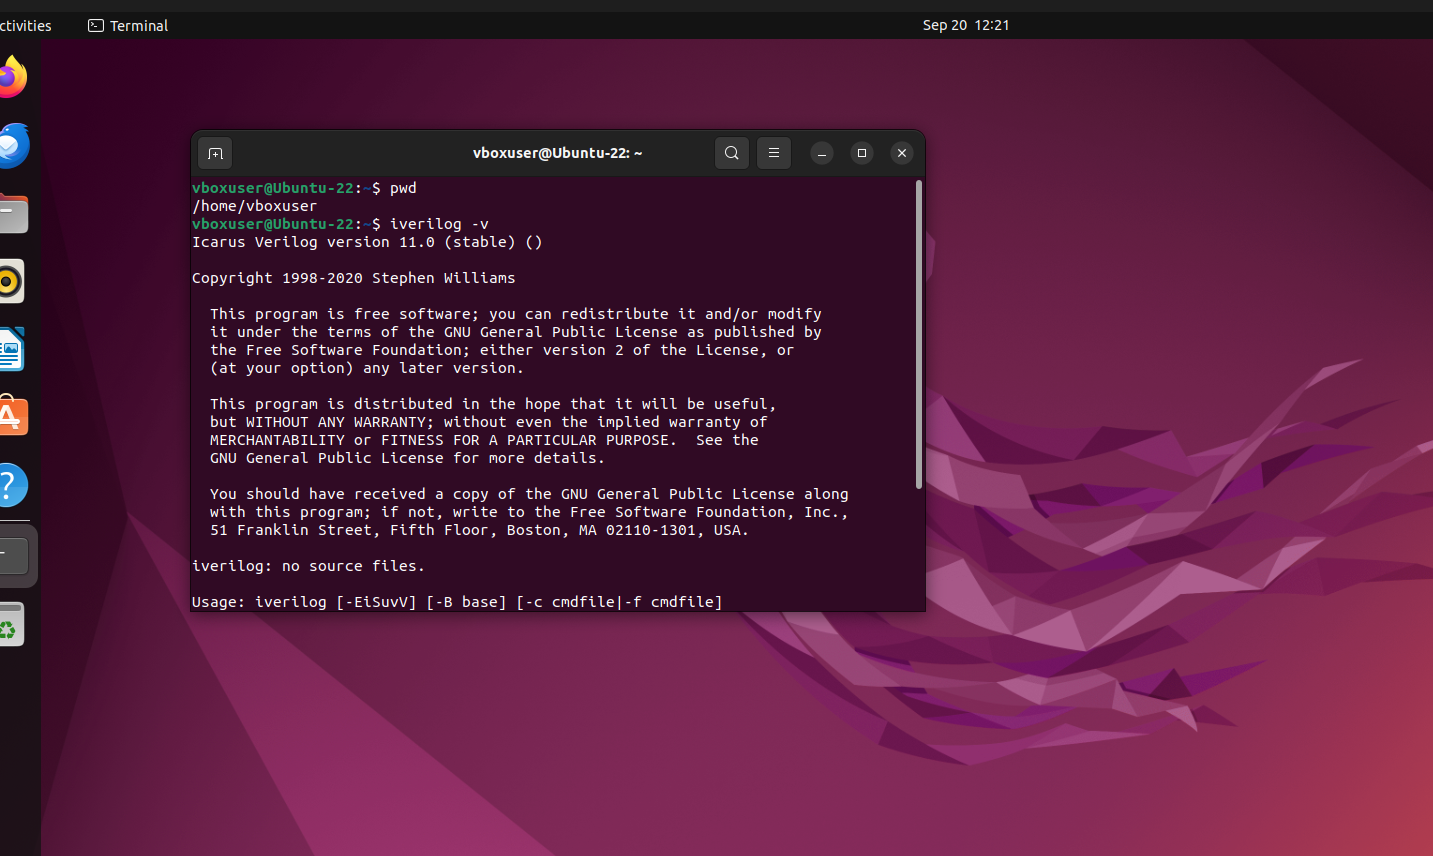 ctivities
Terminal
Sep 20 12:21
vboxuser@Ubuntu-22: ~
vboxuser@Ubuntu-22:~$ pwd
/home/vboxuser
vboxuser@Ubuntu-22:~$ iverilog -v
Icarus Verilog version 11.0 (stable) ()
Copyright 1998-2020 Stephen Williams
This program is free software; you can redistribute it and/or modify
it under the terms of the GNU General Public License as published by
the Free Software Foundation; either version 2 of the License, or
(at your option) any later version.
This program is distributed in the hope that it will be useful,
but WITHOUT ANY WARRANTY; without even the implied warranty of
MERCHANTABILITY or FITNESS FOR A PARTICULAR PURPOSE.  See the
GNU General Public License for more details.
You should have received a copy of the GNU General Public License along
with this program; if not, write to the Free Software Foundation, Inc.,
51 Franklin Street, Fifth Floor, Boston, MA 02110-1301, USA.
iverilog: no source files.
Usage: iverilog [-EiSuvV] [-B base] [-c cmdfile|-f cmdfile]